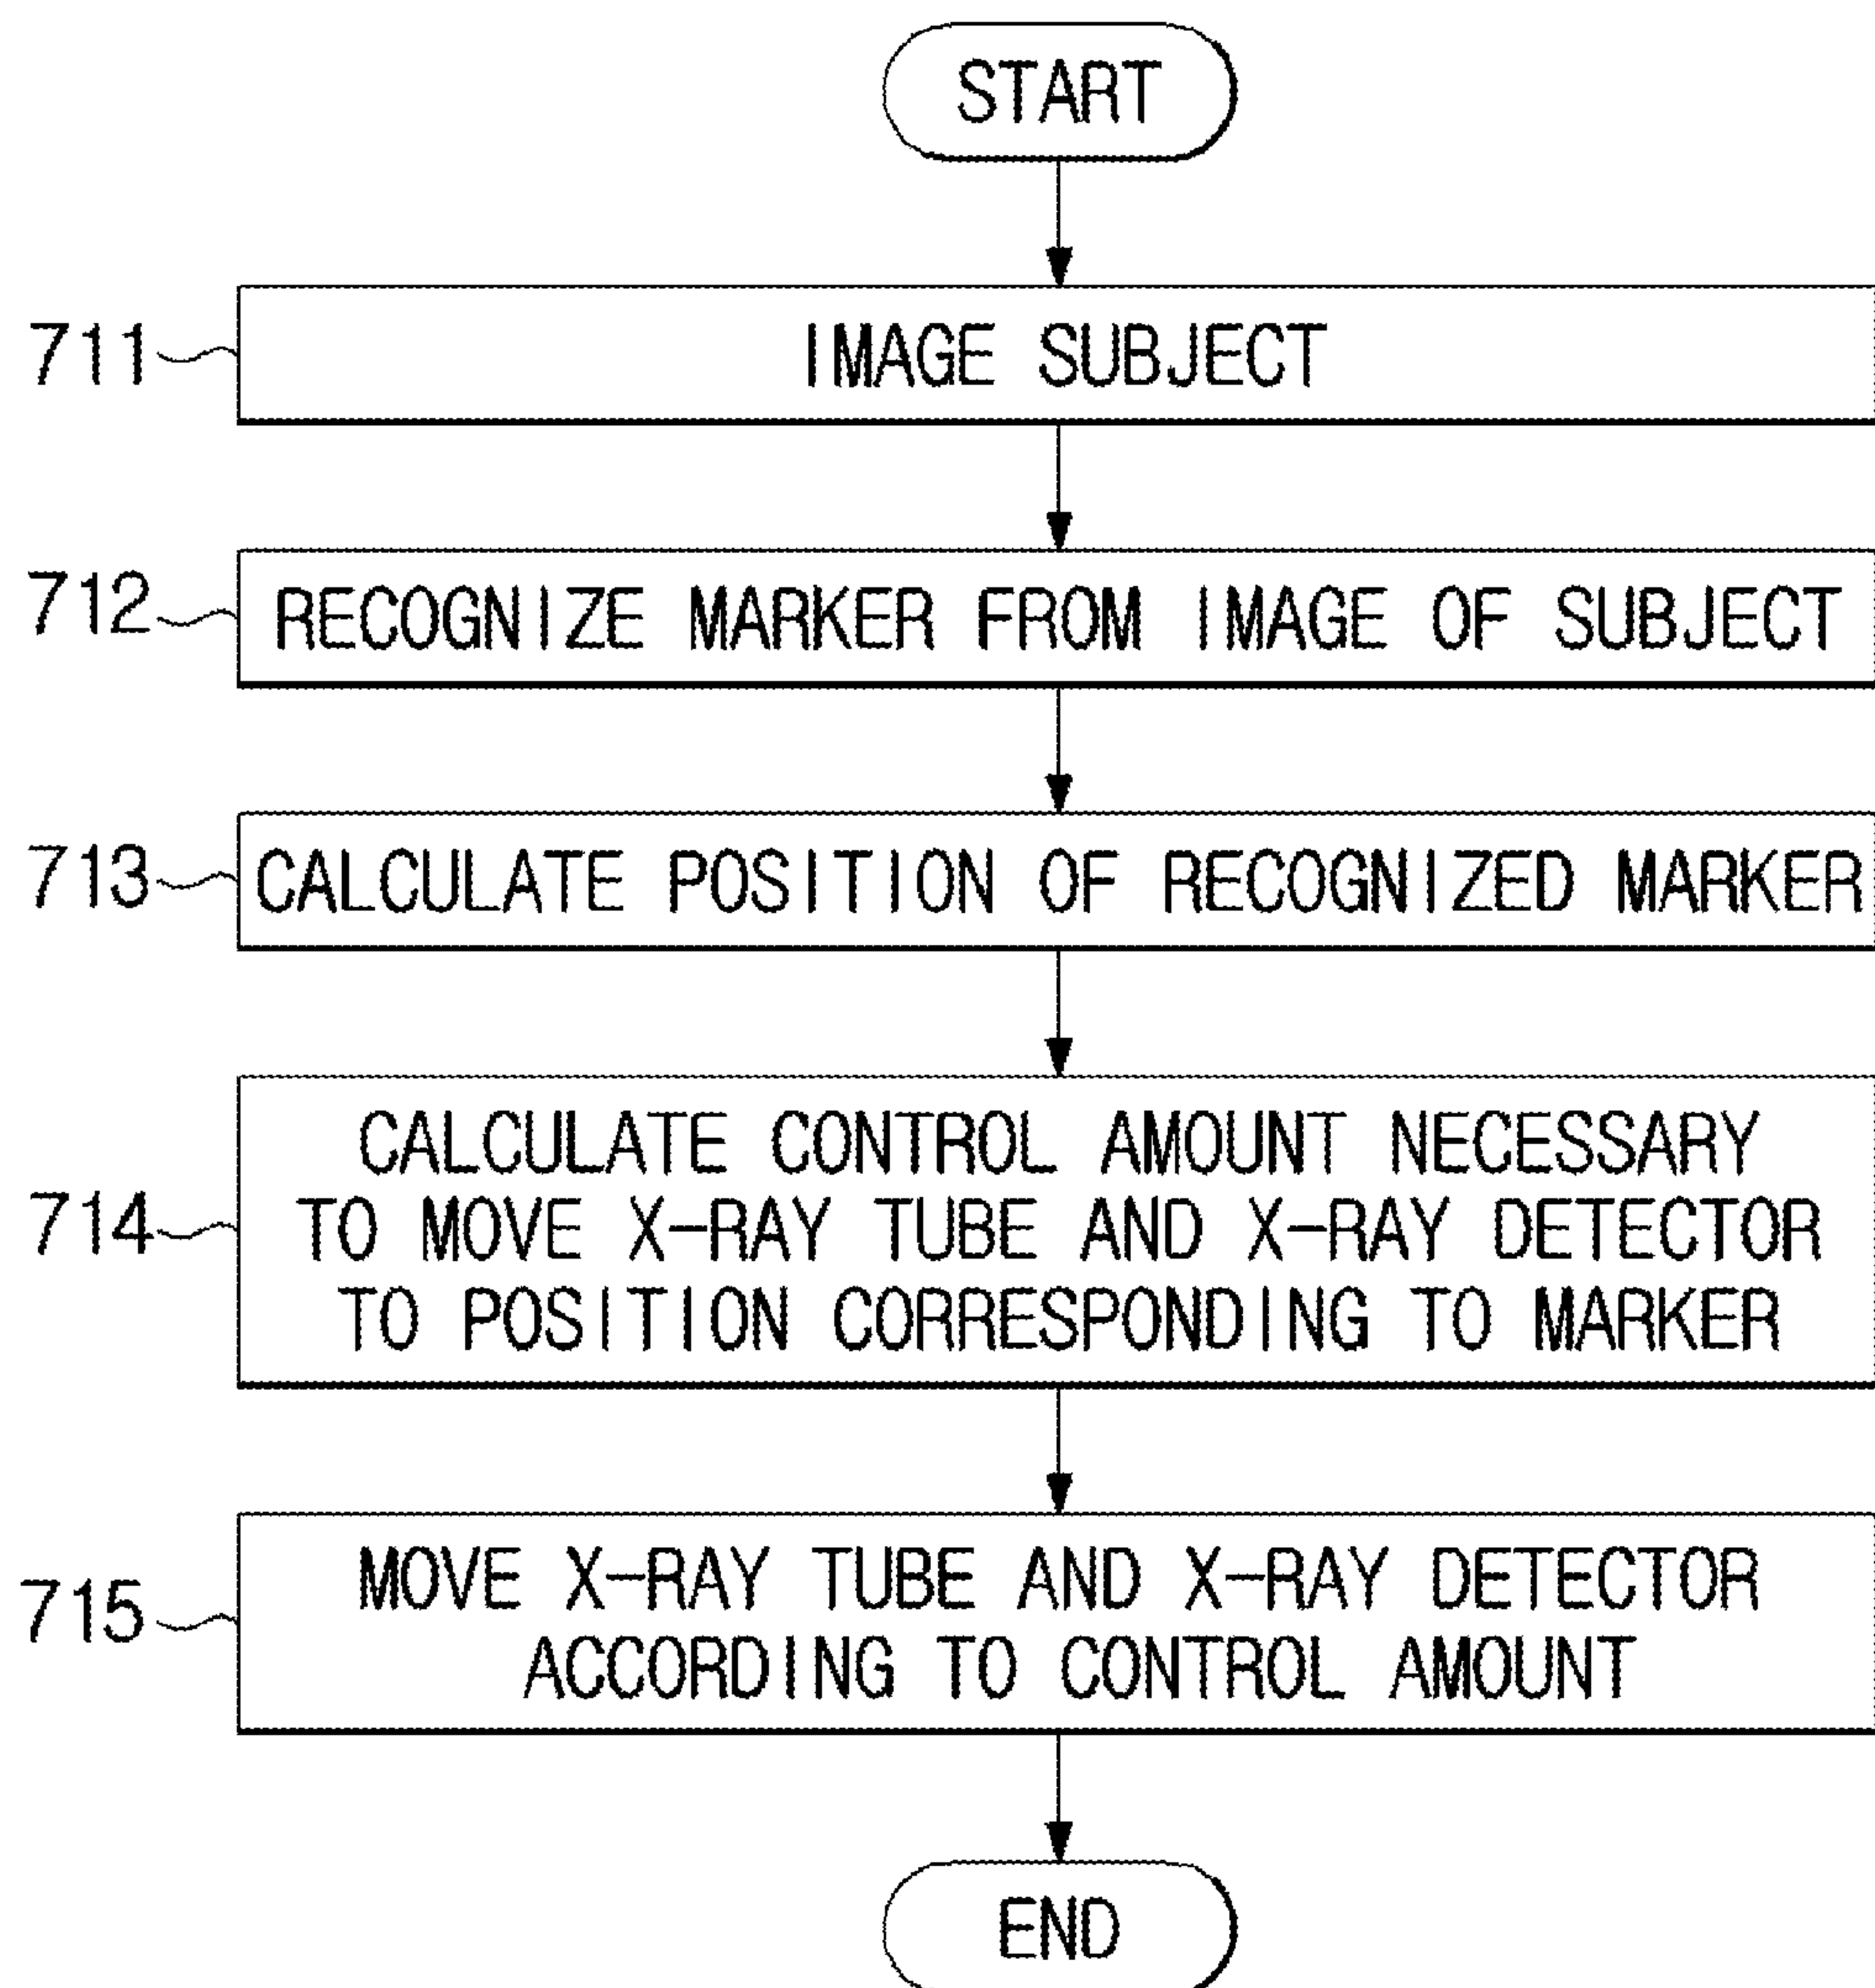 START
711
IMAGE SUBJECT
712
RECOGNIZE MARKER FROM IMAGE OF SUBJECT
713
CALCULATE POSITION OF RECOGNIZED MARKER
714
CALCULATE CONTROL AMOUNT NECESSARY
TO MOVE X-RAY TUBE AND X-RAY DETECTOR
TO POSITION CORRESPONDING TO MARKER
715
MOVE X-RAY TUBE AND X-RAY DETECTOR
ACCORDING TO CONTROL AMOUNT
END